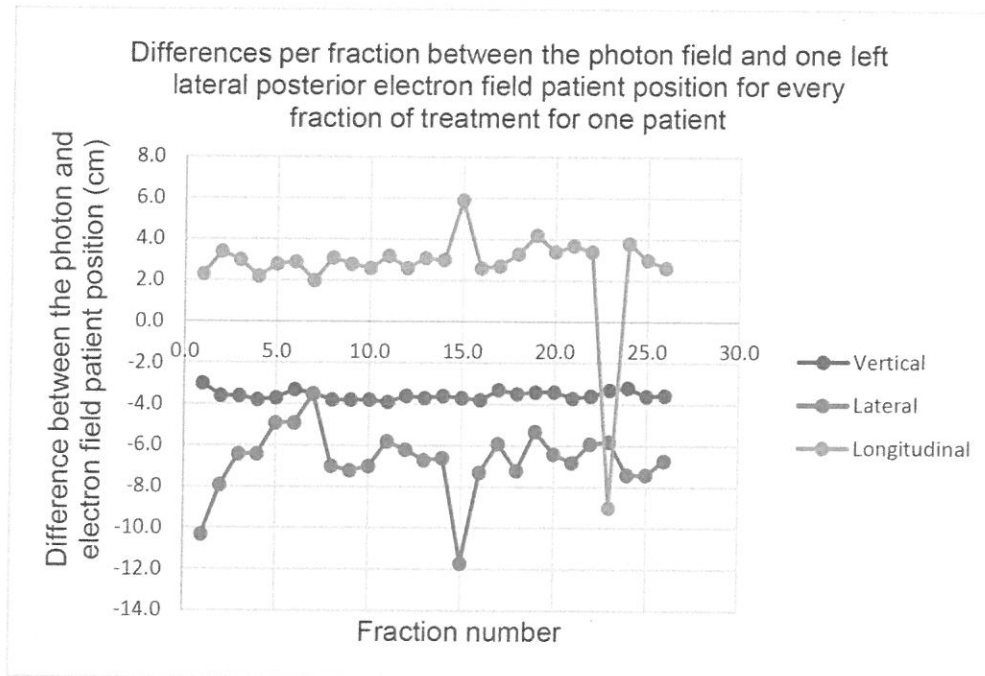 Differences per fraction between the photon field and one left
lateral posterior electron field patient position for every
fraction of treatment for one patient
Difference between the photon and
electron field patient position (cm)
8.0
6.0
4.0
2.0
0.0
-2.0
-4.0
-6.0
-8.0
-10.0
-12.0
-14.0
0.0 5.0 10.0 15.0 20.0 25.0 30.0
Vertical
Lateral
Longitudinal
Fraction number